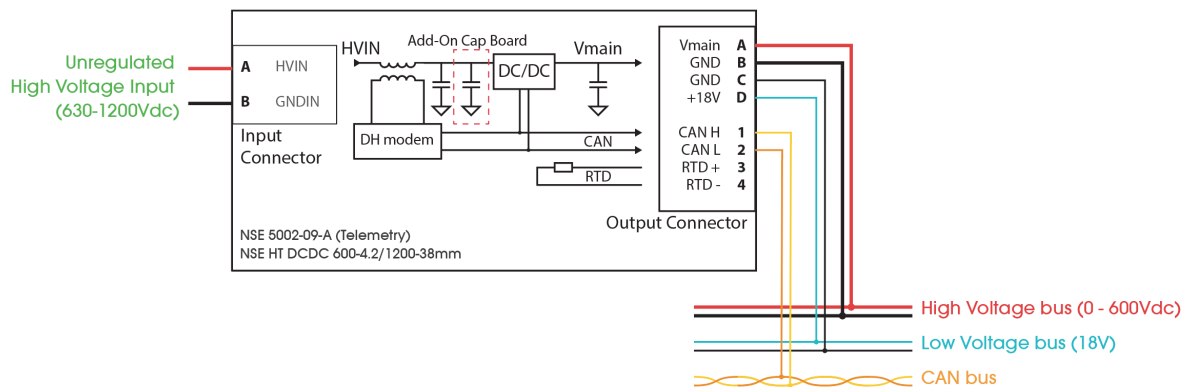 Unregulated
High Voltage Input
(630-1200Vdc)
A HVIN
B GNDIN
Input
Connector
HVIN
Add-On Cap Board
Vmain
DC/DC
DH modem
CAN
RTD
Vmain A
GND B
GND C
+18V D
CAN H 1
CAN L 2
RTD + 3
RTD - 4
Output Connector
NSE 5002-09-A (Telemetry)
NSE HT DCDC 600-4.2/1200-38mm
High Voltage bus (0 - 600Vdc)
Low Voltage bus (18V)
CAN bus